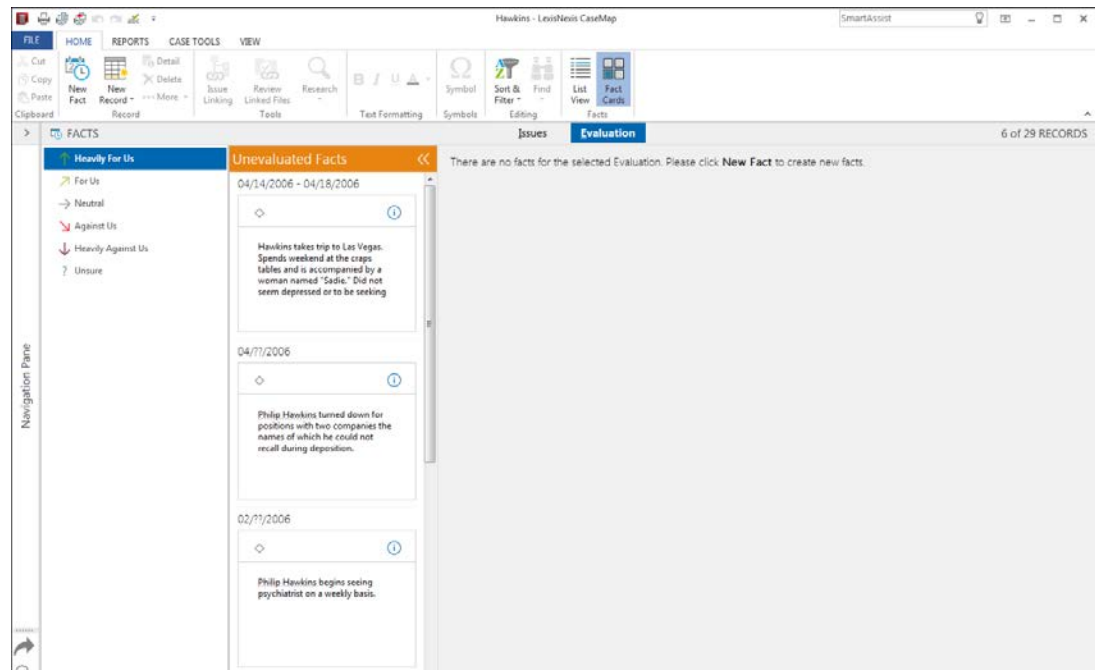 Hawkins - LexisNexis CaseMap
SmartAssist
FILE HOME REPORTS CASE TOOLS VIEW
Cut
Copy
Paste
Clipboard
New Fact
New Record
Detail
Delete
More
Record
Issue Linking
Review Linked Files
Research
Tools
B I U A
Text Formatting
Symbol
Symbols
Sort & Filter
Find
Editing
List View
Fact Cards
Facts
FACTS
Issues Evaluation
6 of 29 RECORDS
Navigation Pane
Heavily For Us
For Us
Neutral
Against Us
Heavily Against Us
? Unsure
Unevaluated Facts
04/14/2006 - 04/18/2006
Hawkins takes trip to Las Vegas.
Spends weekend at the craps
tables and is accompanied by a
woman named "Sadie." Did not
seem depressed or to be seeking
04/??/2006
Philip Hawkins turned down for
positions with two companies the
names of which he could not
recall during deposition.
02/??/2006
Philip Hawkins begins seeing
psychiatrist on a weekly basis.
There are no facts for the selected Evaluation. Please click New Fact to create new facts.